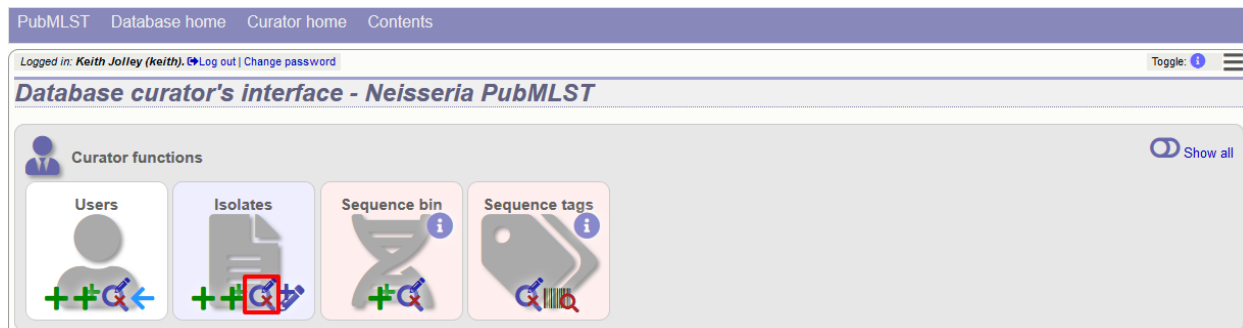 PubMLST Database home Curator home Contents
Logged in: Keith Jolley (keith). Log out | Change password Toggle: i
Database curator's interface - Neisseria PubMLST
Curator functions Show all
Users Isolates Sequence bin Sequence tags